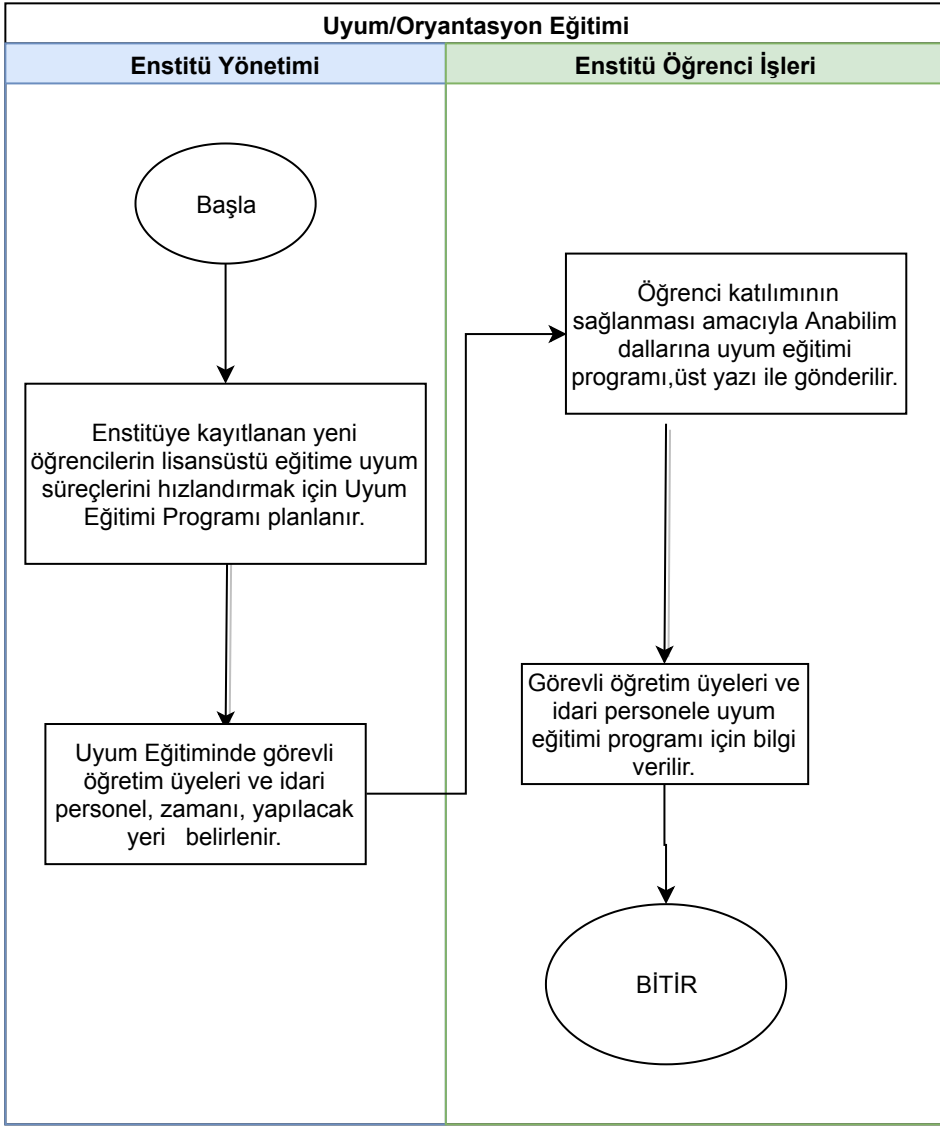 Uyum/Oryantasyon Eğitimi
Enstitü Yönetimi
Enstitü Öğrenci İşleri
Başla
Enstitüye kayıtlanan yeni
öğrencilerin lisansüstü eğitime uyum
süreçlerini hızlandırmak için Uyum
Eğitimi Programı planlanır.
Uyum Eğitiminde görevli
öğretim üyeleri ve idari
personel, zamanı, yapılacak
yeri belirlenir.
Öğrenci katılımının
sağlanması amacıyla Anabilim
dallarına uyum eğitimi
programı,üst yazı ile gönderilir.
Görevli öğretim üyeleri ve
idari personele uyum
eğitimi programı için bilgi
verilir.
BİTİR